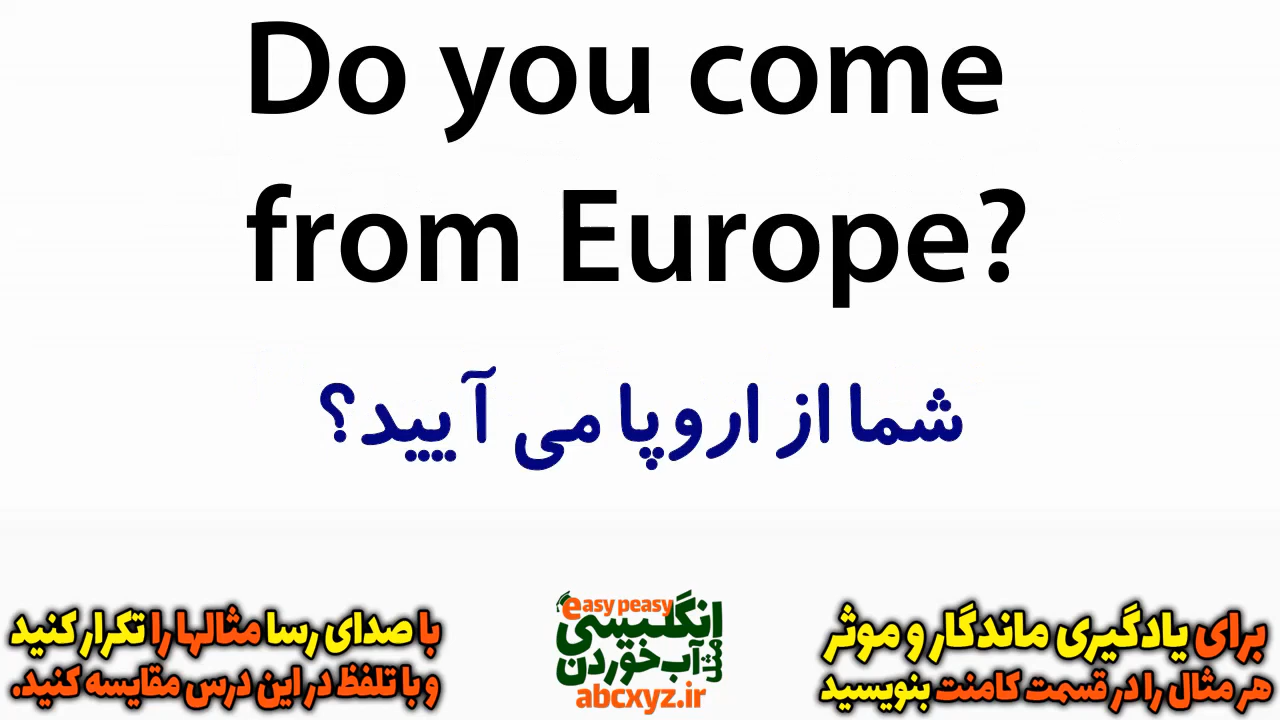 Do you come
from Europe?
شما از اروپا می آیید؟
برای یادگیری ماندگار و موثر
هر مثال را در قسمت کامنت بنویسید
easy peasy
انگلیسی
مثل آب خوردن
abcxyz.ir
با صدای رسا مثالها را تکرار کنید
و با تلفظ در این درس مقایسه کنید.